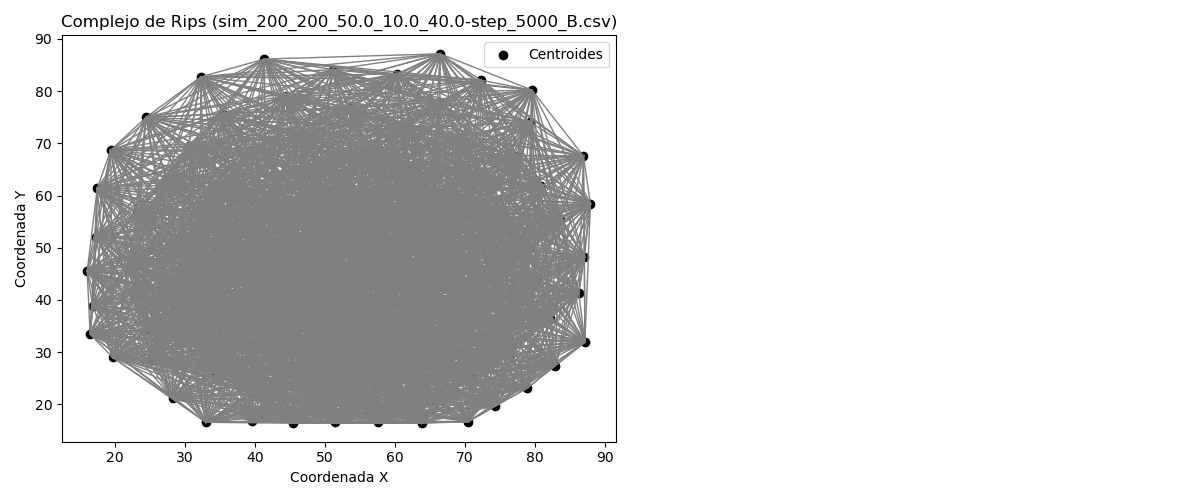 Complejo de Rips (sim_200_200_50.0_10.0_40.0-step_5000_B.csv)
Centroides
90
80
70
60
50
40
30
20
Coordenada Y
20 30 40 50 60 70 80 90
Coordenada X